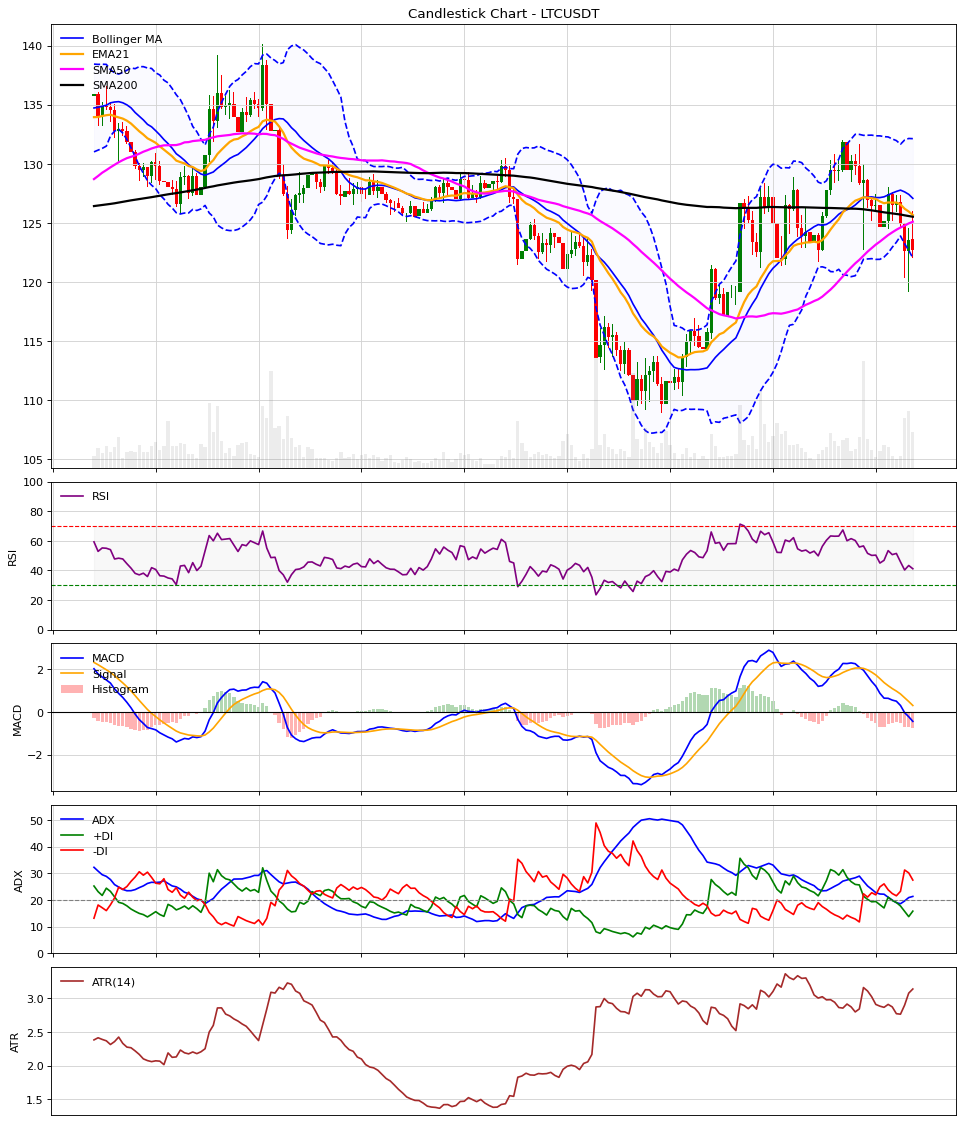 Candlestick Chart - LTCUSDT
Bollinger MA
EMA21
SMA50
SMA200
140
135
130
125
120
115
110
105
RSI
100
80
60
40
20
0
RSI
MACD
Signal
Histogram
2
0
−2
MACD
ADX
+DI
-DI
50
40
30
20
10
0
ADX
ATR(14)
3.0
2.5
2.0
1.5
ATR